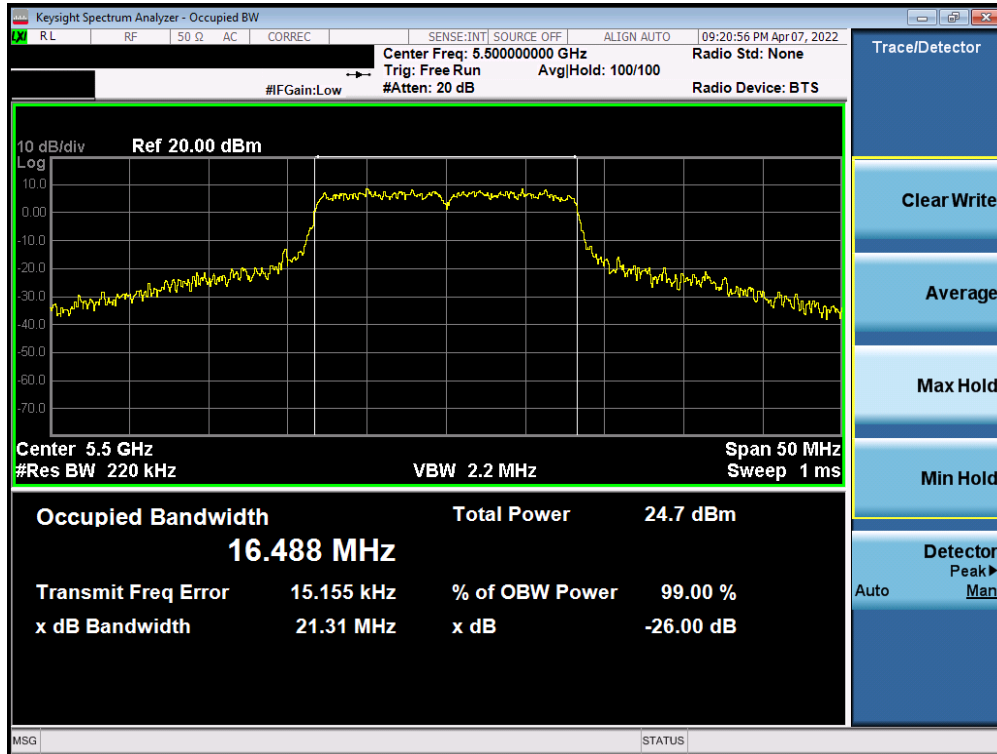 Keysight Spectrum Analyzer - Occupied BW
LXI RL RF 50 Ω AC CORREC SENSE:INT SOURCE OFF ALIGN AUTO 09:20:56 PM Apr 07, 2022
Center Freq: 5.500000000 GHz Radio Std: None
Trig: Free Run Avg|Hold: 100/100
#IFGain:Low #Atten: 20 dB Radio Device: BTS
Trace/Detector
10 dB/div Ref 20.00 dBm
Log
10.0
0.00
-10.0
-20.0
-30.0
-40.0
-50.0
-60.0
-70.0
Center 5.5 GHz Span 50 MHz
#Res BW 220 kHz VBW 2.2 MHz Sweep 1 ms
Occupied Bandwidth Total Power 24.7 dBm
16.488 MHz
Transmit Freq Error 15.155 kHz % of OBW Power 99.00 %
x dB Bandwidth 21.31 MHz x dB -26.00 dB
Clear Write
Average
Max Hold
Min Hold
Detector
Peak▶
Auto Man
MSG STATUS